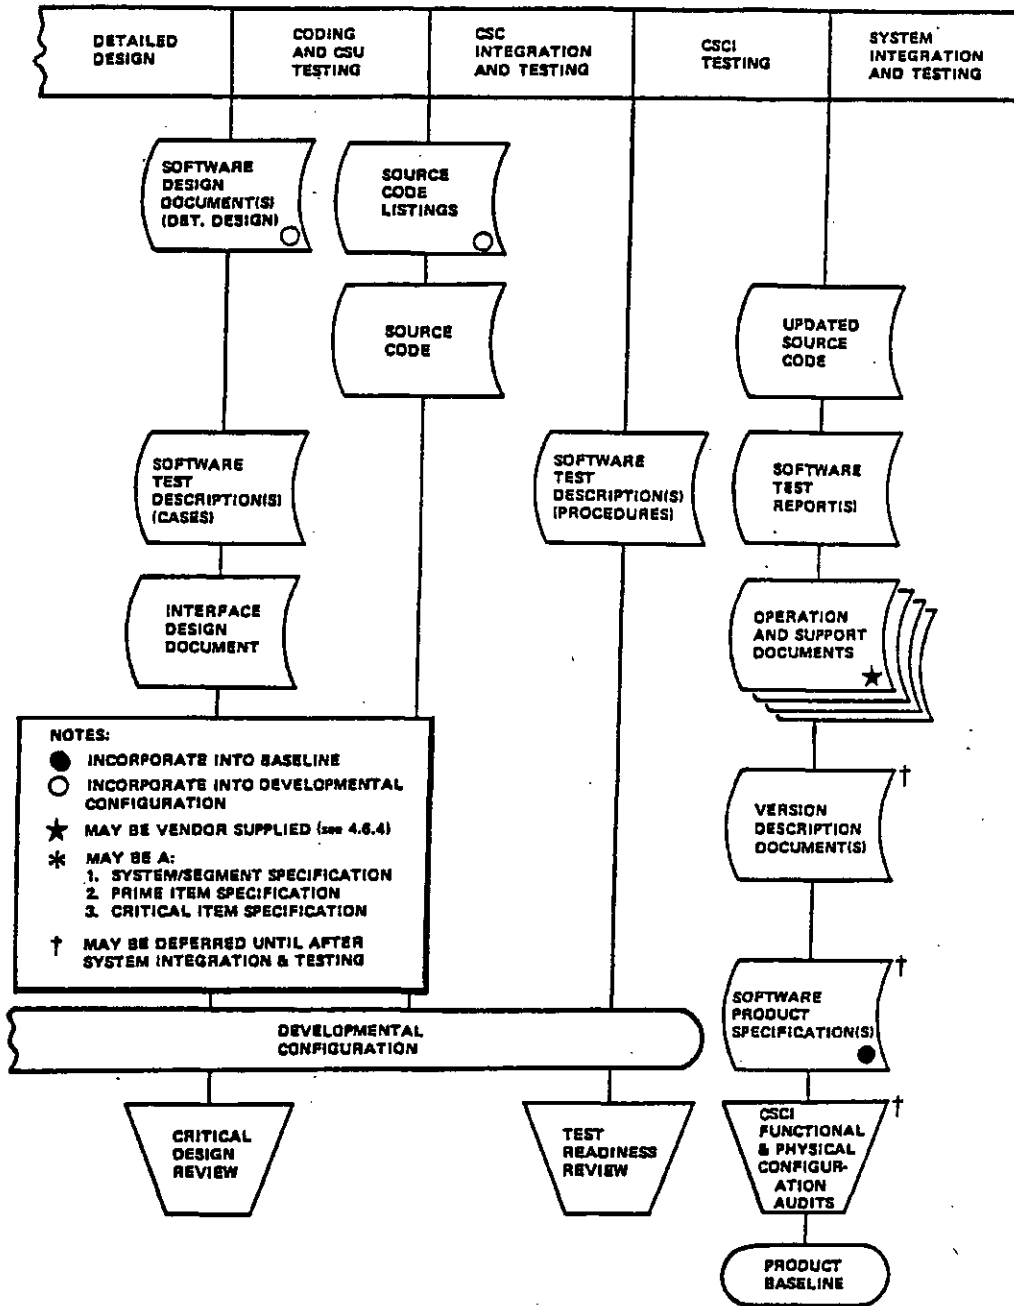 DETAILED
DESIGN
CODING
AND CSU
TESTING
CSC
INTEGRATION
AND TESTING
CSCI
TESTING
SYSTEM
INTEGRATION
AND TESTING
SOFTWARE
DESIGN
DOCUMENT(S)
(DET. DESIGN)
SOURCE
CODE
LISTINGS
SOURCE
CODE
UPDATED
SOURCE
CODE
SOFTWARE
TEST
DESCRIPTION(S)
(CASES)
SOFTWARE
TEST
DESCRIPTION(S)
(PROCEDURES)
SOFTWARE
TEST
REPORT(S)
INTERFACE
DESIGN
DOCUMENT
OPERATION
AND SUPPORT
DOCUMENTS
★
NOTES:
● INCORPORATE INTO BASELINE
○ INCORPORATE INTO DEVELOPMENTAL
CONFIGURATION
★ MAY BE VENDOR SUPPLIED (see 4.6.4)
* MAY BE A:
1. SYSTEM/SEGMENT SPECIFICATION
2. PRIME ITEM SPECIFICATION
3. CRITICAL ITEM SPECIFICATION
† MAY BE DEFERRED UNTIL AFTER
SYSTEM INTEGRATION & TESTING
†
VERSION
DESCRIPTION
DOCUMENT(S)
†
SOFTWARE
PRODUCT
SPECIFICATION(S)
DEVELOPMENTAL
CONFIGURATION
CRITICAL
DESIGN
REVIEW
TEST
READINESS
REVIEW
†
CSCI
FUNCTIONAL
& PHYSICAL
CONFIGUR-
ATION
AUDITS
PRODUCT
BASELINE